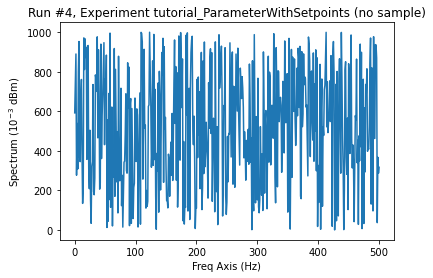 Run #4, Experiment tutorial_ParameterWithSetpoints (no sample)
1000
800
600
400
200
0
Spectrum (10⁻³ dBm)
0 100 200 300 400 500
Freq Axis (Hz)